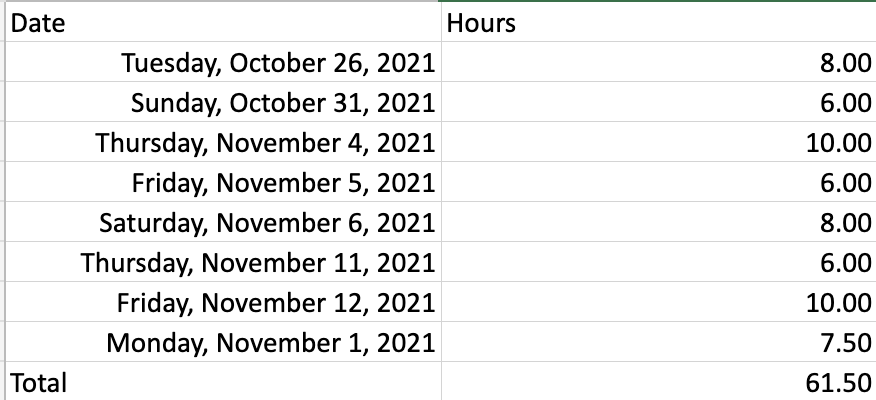 Date Hours
Tuesday, October 26, 2021 8.00
Sunday, October 31, 2021 6.00
Thursday, November 4, 2021 10.00
Friday, November 5, 2021 6.00
Saturday, November 6, 2021 8.00
Thursday, November 11, 2021 6.00
Friday, November 12, 2021 10.00
Monday, November 1, 2021 7.50
Total 61.50